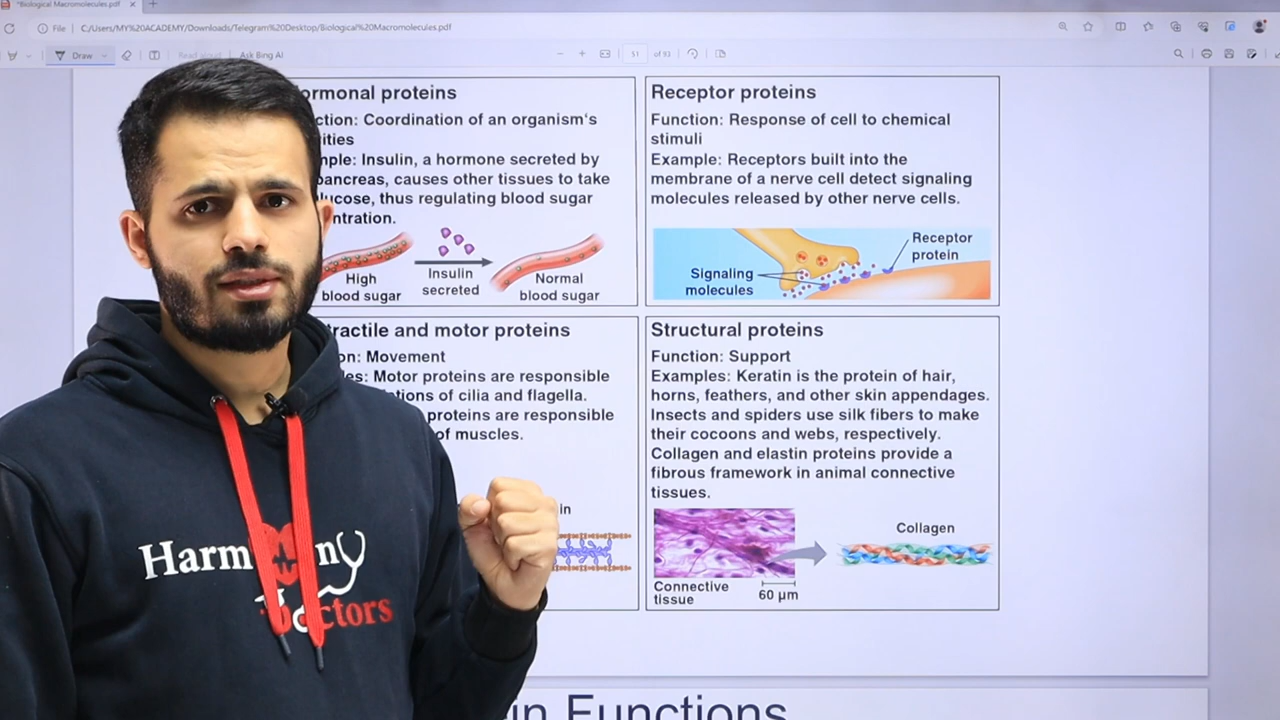 *Biological Macromolecules.pdf
File C:/Users/MY%20ACADEMY/Downloads/Telegram%20Desktop/Biological%20Macromolecules.pdf
Draw Read aloud Ask Bing AI 51 of 93
ormonal proteins
ction: Coordination of an organism's
ities
mple: Insulin, a hormone secreted by
pancreas, causes other tissues to take
lucose, thus regulating blood sugar
ntration.
High
blood sugar
Insulin
secreted
Normal
blood sugar
Receptor proteins
Function: Response of cell to chemical
stimuli
Example: Receptors built into the
membrane of a nerve cell detect signaling
molecules released by other nerve cells.
Receptor
protein
Signaling
molecules
tractile and motor proteins
on: Movement
les: Motor proteins are responsible
ations of cilia and flagella.
proteins are responsible
of muscles.
in
Structural proteins
Function: Support
Examples: Keratin is the protein of hair,
horns, feathers, and other skin appendages.
Insects and spiders use silk fibers to make
their cocoons and webs, respectively.
Collagen and elastin proteins provide a
fibrous framework in animal connective
tissues.
Collagen
Connective
tissue
60 μm
in Functions
Harm ny
octors